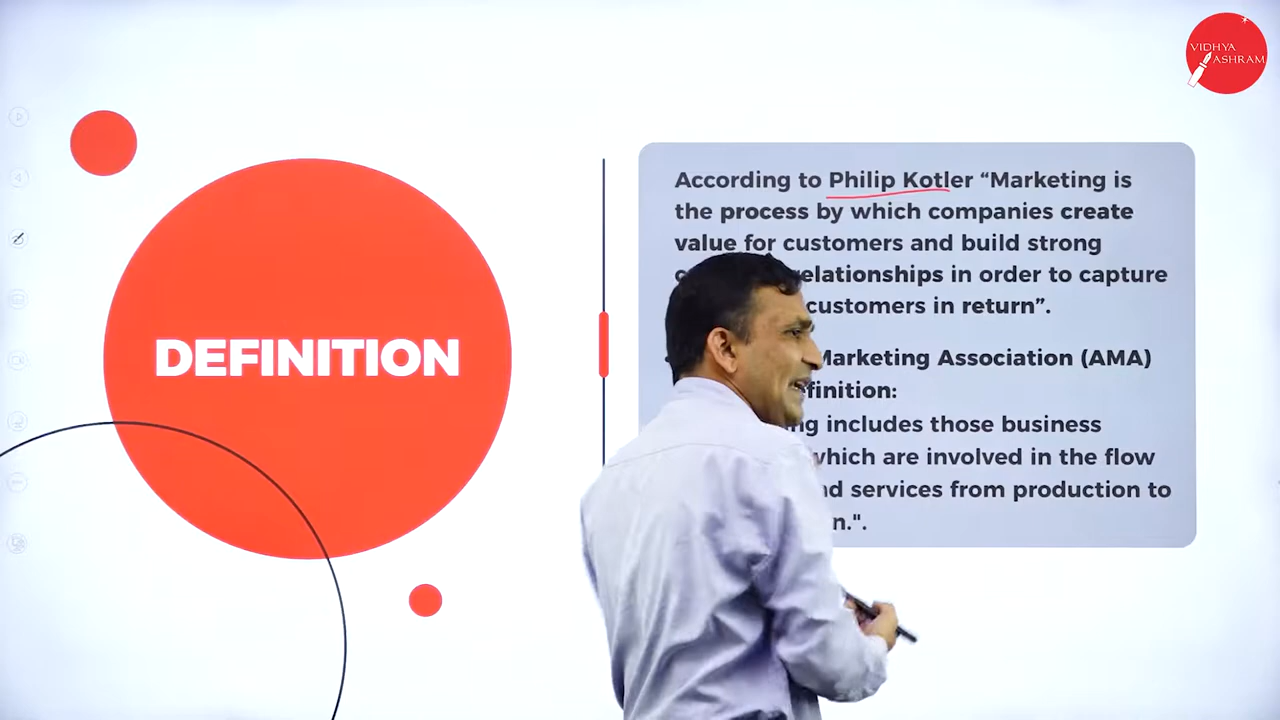 VIDHYA
ASHRAM
DEFINITION
According to Philip Kotler “Marketing is
the process by which companies create
value for customers and build strong
relationships in order to capture
customers in return”.
Marketing Association (AMA)
which are involved in the flow
includes those business
services from production to